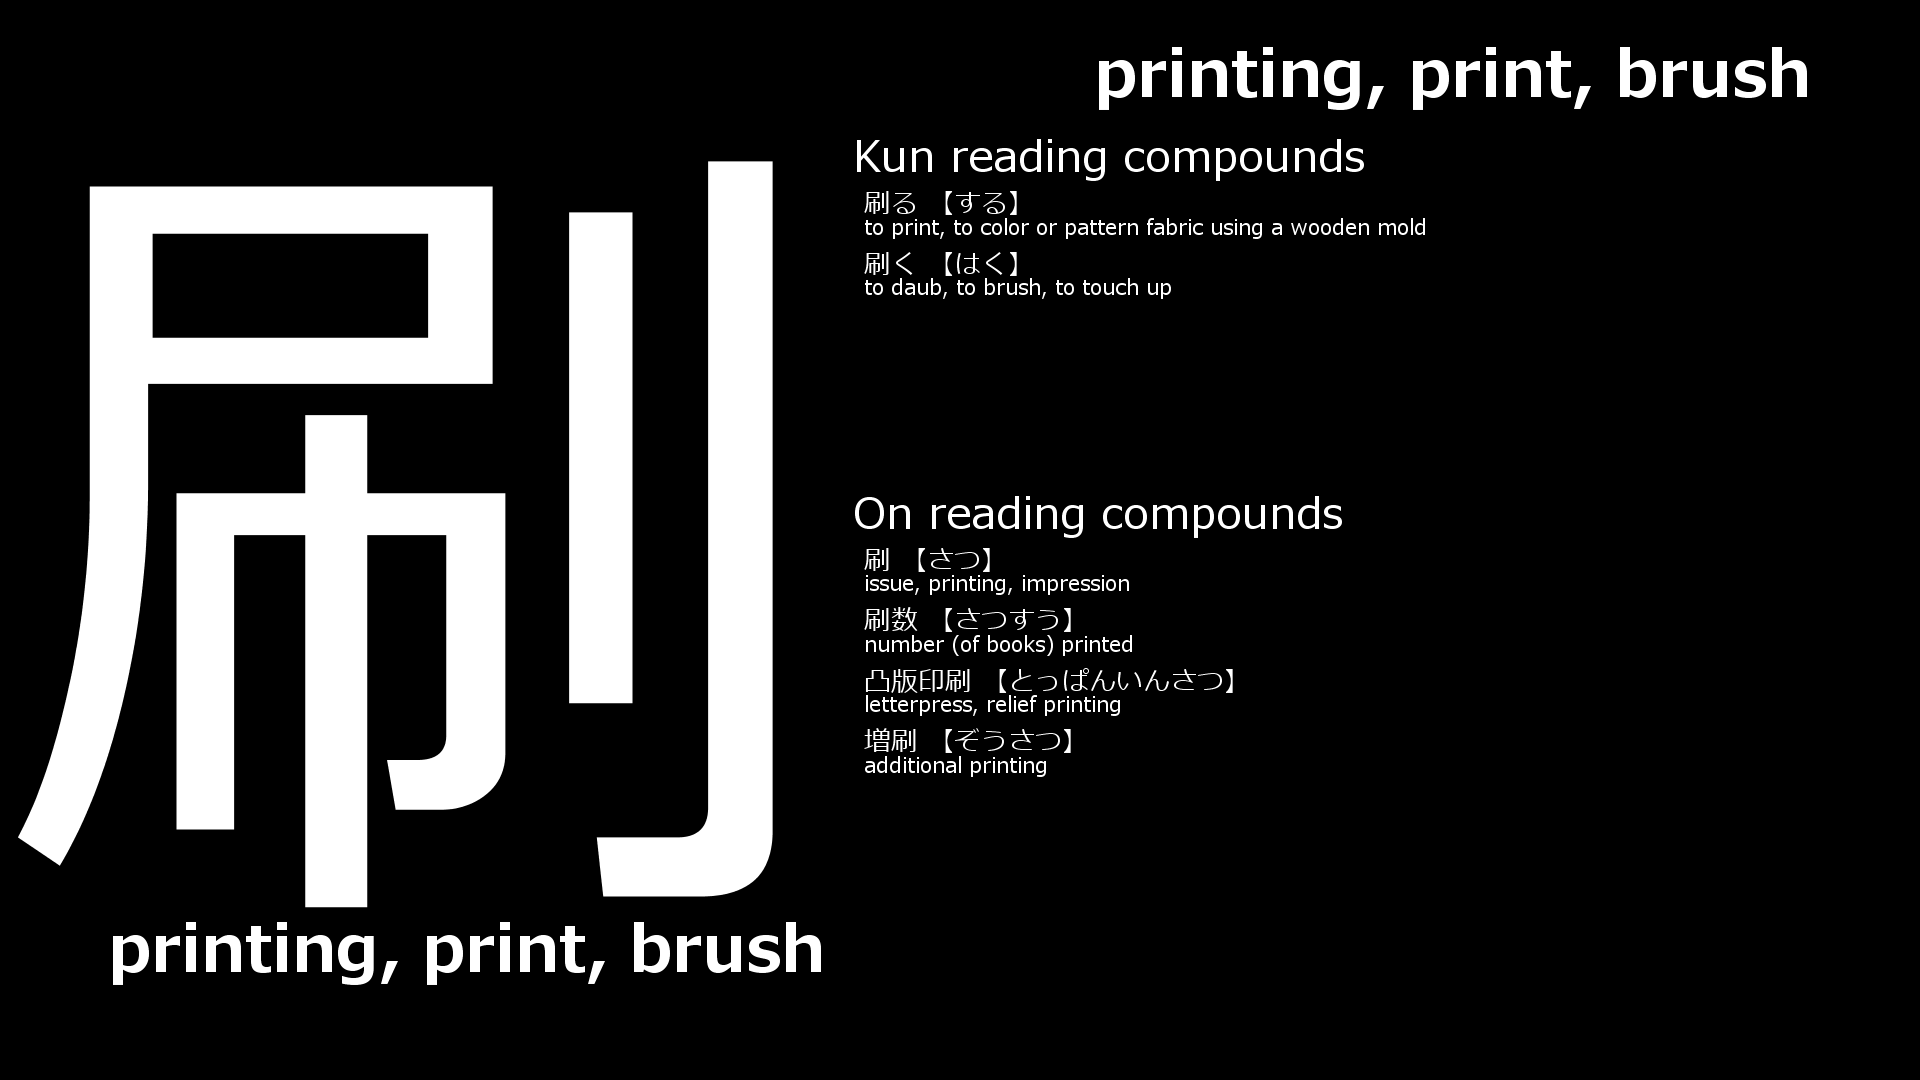 刷
printing, print, brush
printing, print, brush
Kun reading compounds
刷る 【する】
to print, to color or pattern fabric using a wooden mold
刷く 【はく】
to daub, to brush, to touch up
On reading compounds
刷 【さつ】
issue, printing, impression
刷数 【さつすう】
number (of books) printed
凸版印刷 【とっぱんいんさつ】
letterpress, relief printing
増刷 【ぞうさつ】
additional printing